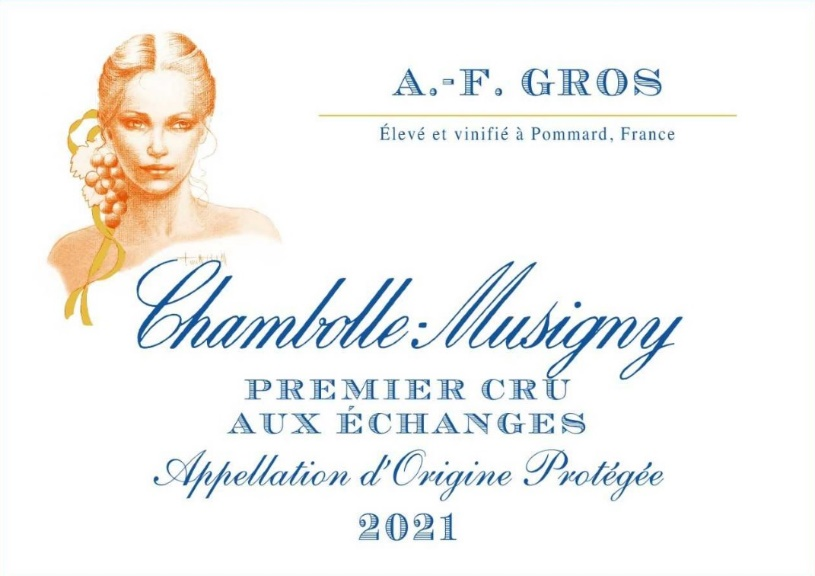 A.-F. GROS
Élevé et vinifié à Pommard, France
Chambolle-Musigny
PREMIER CRU
AUX ÉCHANGES
Appellation d'Origine Protégée
2021